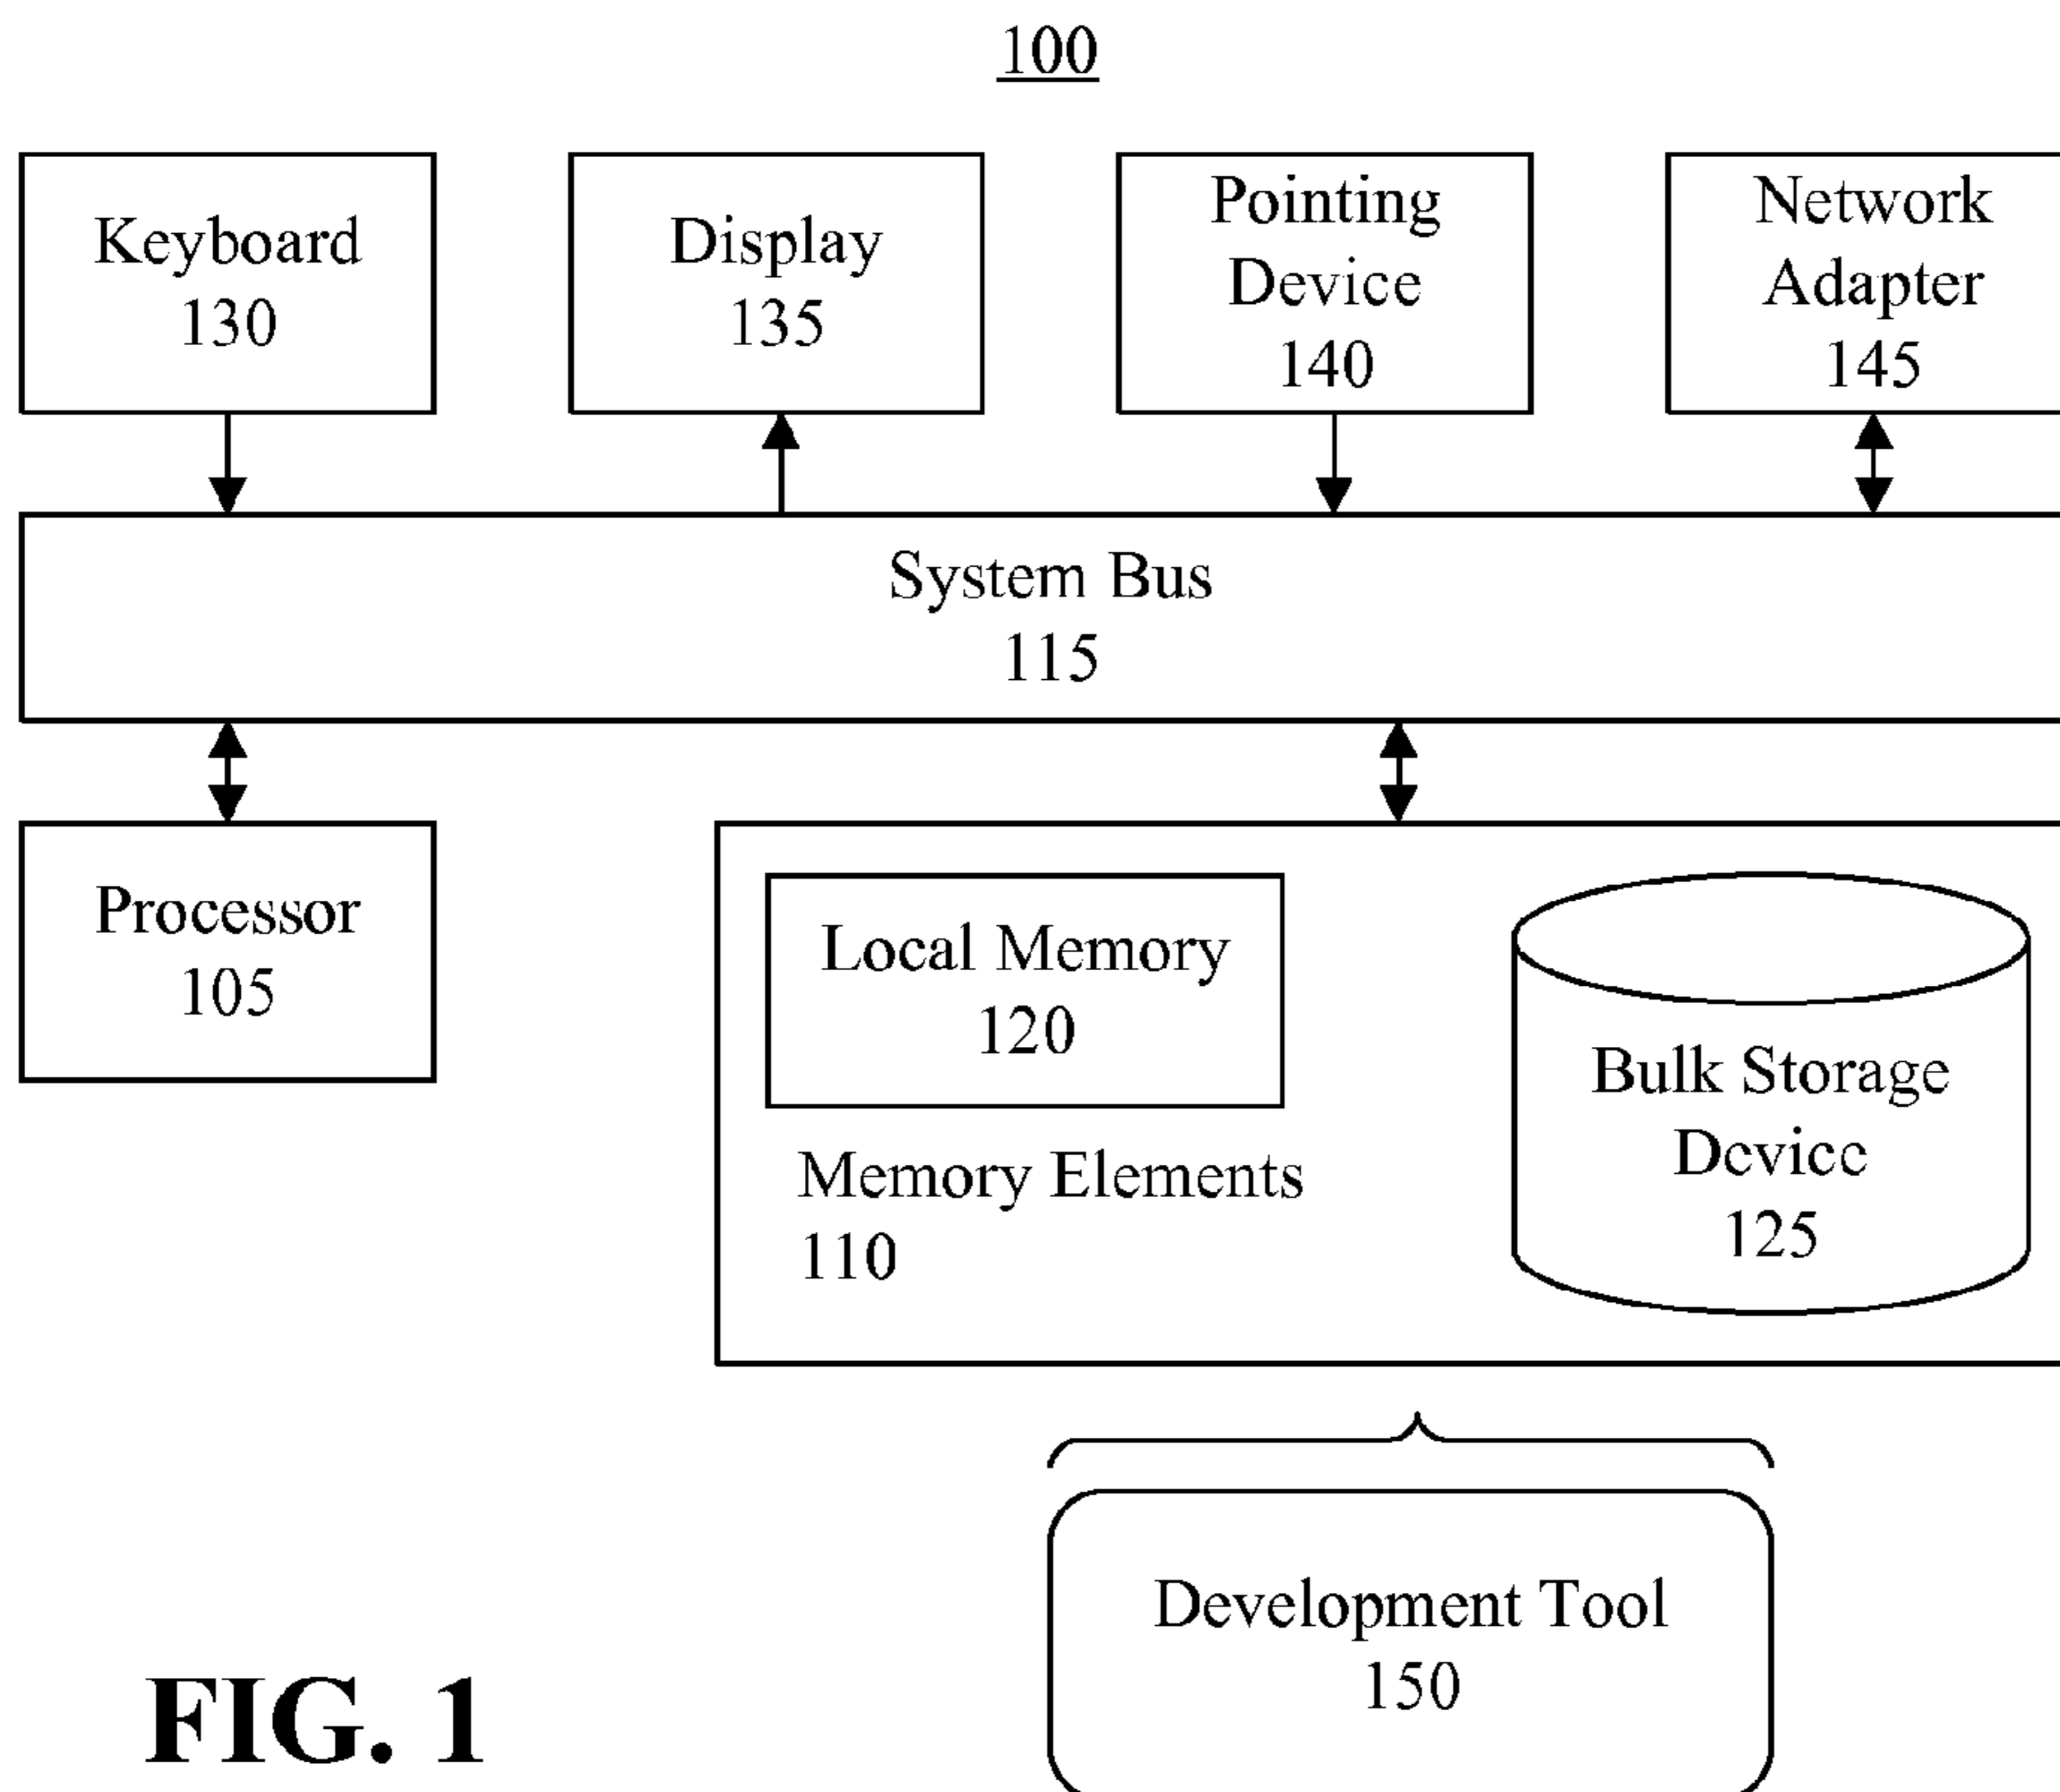 100
Keyboard
130
Display
135
Pointing
Device
140
Network
Adapter
145
System Bus
115
Processor
105
Local Memory
120
Memory Elements
110
Bulk Storage
Device
125
Development Tool
150
FIG. 1